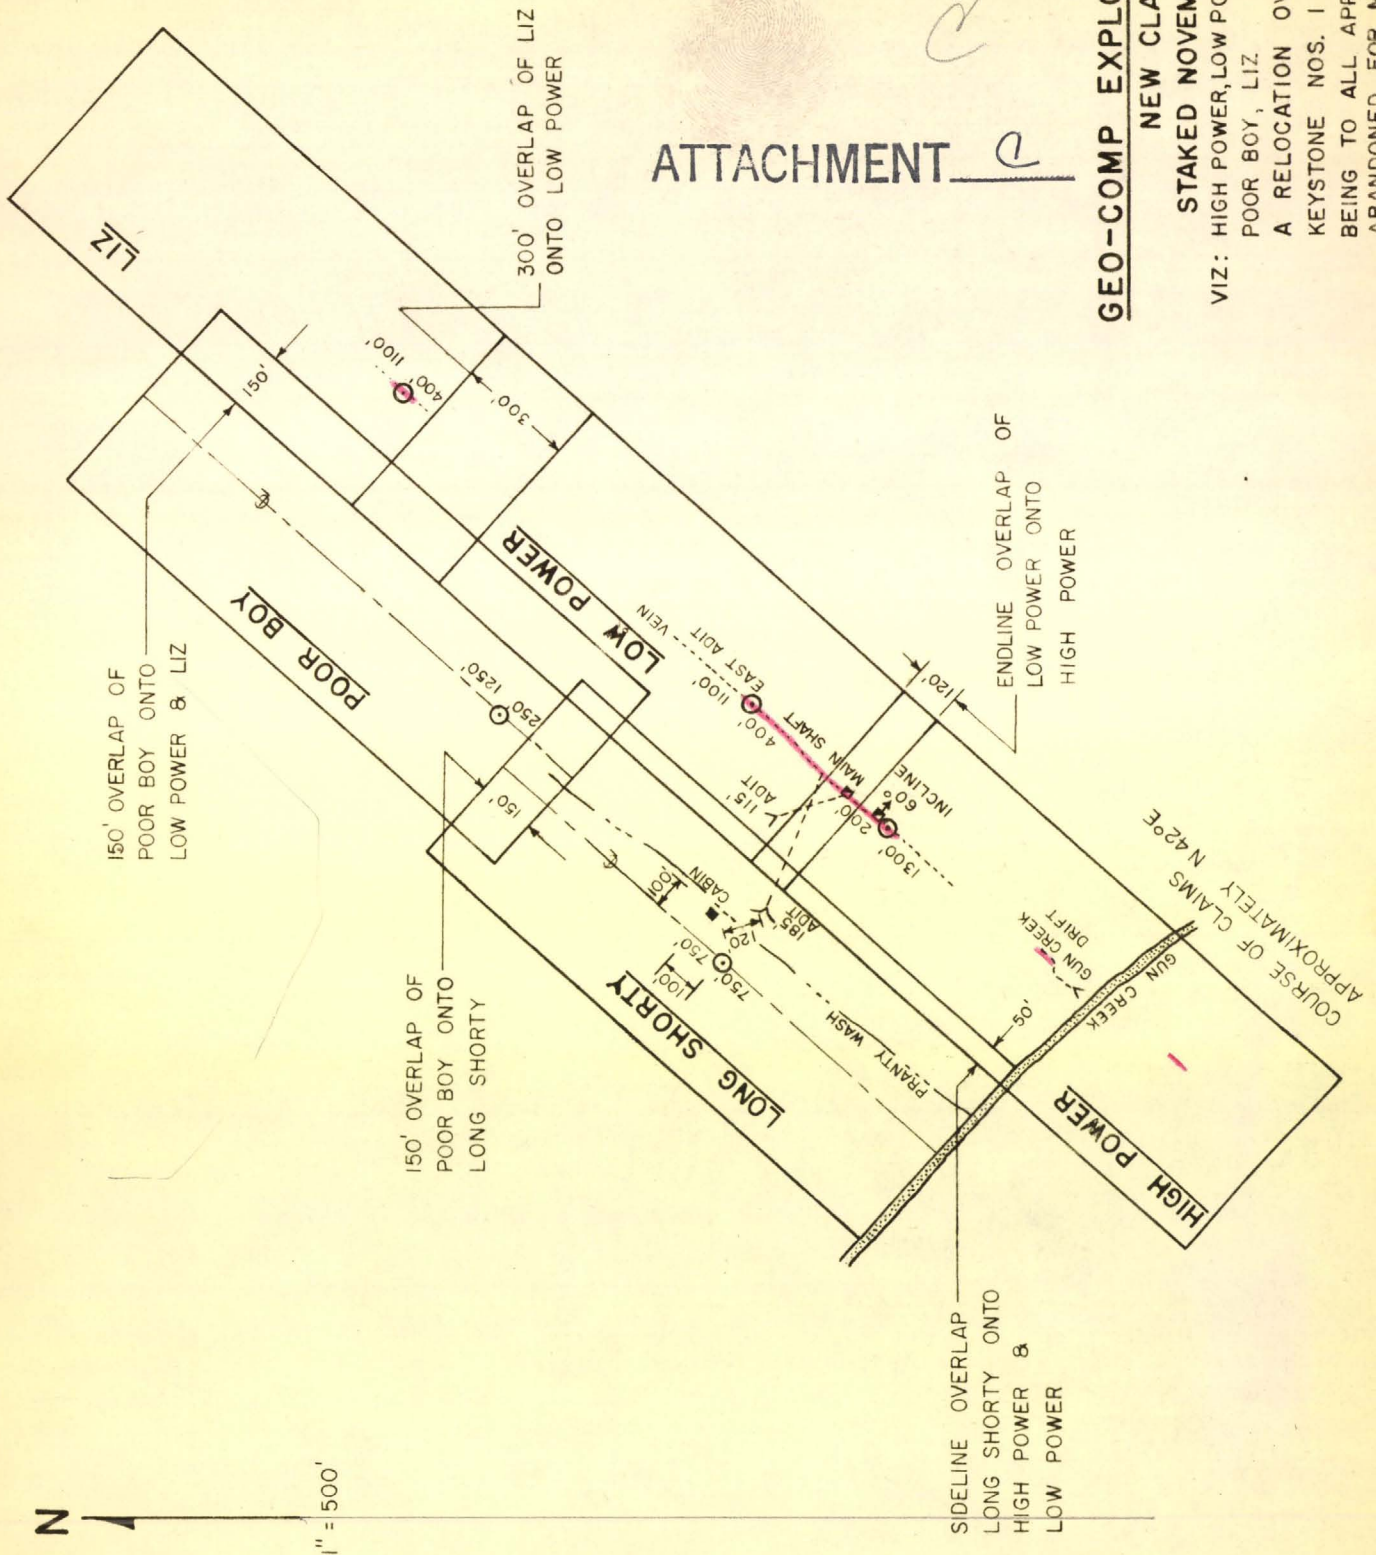 N
1" = 500'
150' OVERLAP OF
POOR BOY ONTO
LOW POWER & LIZ
150' OVERLAP OF
POOR BOY ONTO
LONG SHORTY
SIDELINE OVERLAP
LONG SHORTY ONTO
HIGH POWER &
LOW POWER
300' OVERLAP OF LIZ
ONTO LOW POWER
ENDLINE OVERLAP OF
LOW POWER ONTO
HIGH POWER
LIZ
150'
400' 1100'
300'
POOR BOY
250' 1250'
LOW POWER
VEIN
EAST ADIT
400' 1100'
MAIN SHAFT
115'
ADIT
200'
INCLINE
60°
1300'
120'
150'
100'
CABIN
120'
185'
ADIT
750' 750'
100'
LONG SHORTY
PRANTY WASH
50'
GUN CREEK
DRIFT
GUN CREEK
HIGH POWER
COURSE OF CLAIMS
APPROXIMATELY N 42° E
ATTACHMENT C
C
GEO-COMP EXPLO
NEW CLA
STAKED NOVEM
VIZ: HIGH POWER, LOW PO
POOR BOY, LIZ
A RELOCATION OV
KEYSTONE NOS. 1
BEING TO ALL APP
ABANDONED FOR